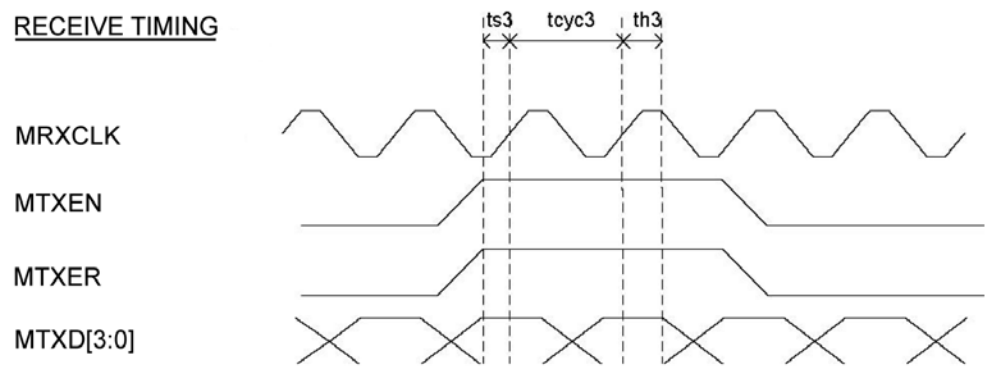 RECEIVE TIMING
ts3 tcyc3 th3
MRXCLK
MTXEN
MTXER
MTXD[3:0]